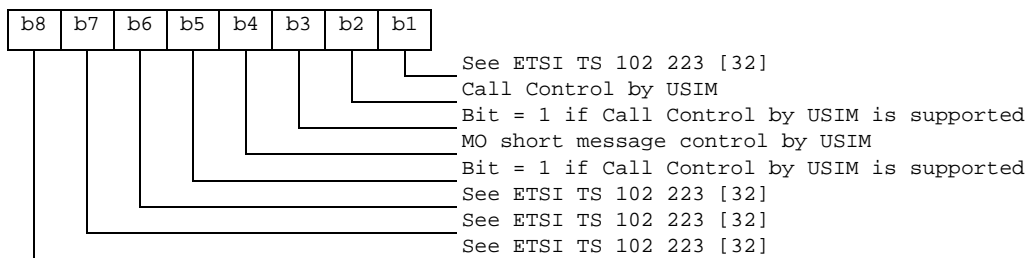 b8 b7 b6 b5 b4 b3 b2 b1
See ETSI TS 102 223 [32]
Call Control by USIM
Bit = 1 if Call Control by USIM is supported
MO short message control by USIM
Bit = 1 if Call Control by USIM is supported
See ETSI TS 102 223 [32]
See ETSI TS 102 223 [32]
See ETSI TS 102 223 [32]